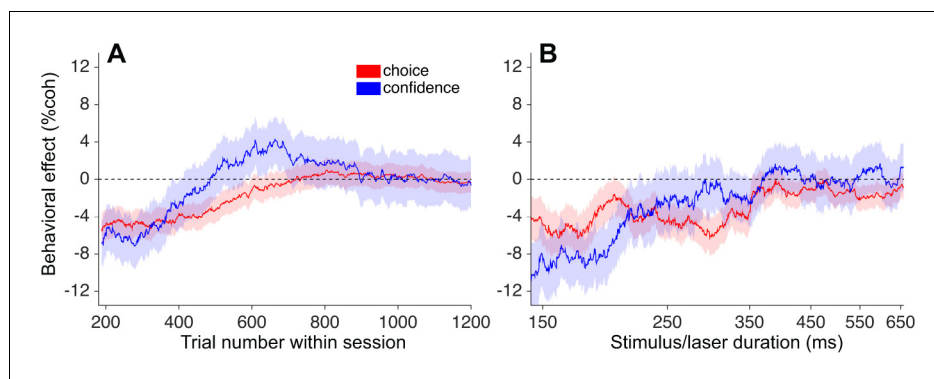 A
B
choice
confidence
Behavioral effect (%coh)
12
8
4
0
-4
-8
-12
200 400 600 800 1000 1200
Trial number within session
12
8
4
0
-4
-8
-12
150 250 350 450 550 650
Stimulus/laser duration (ms)